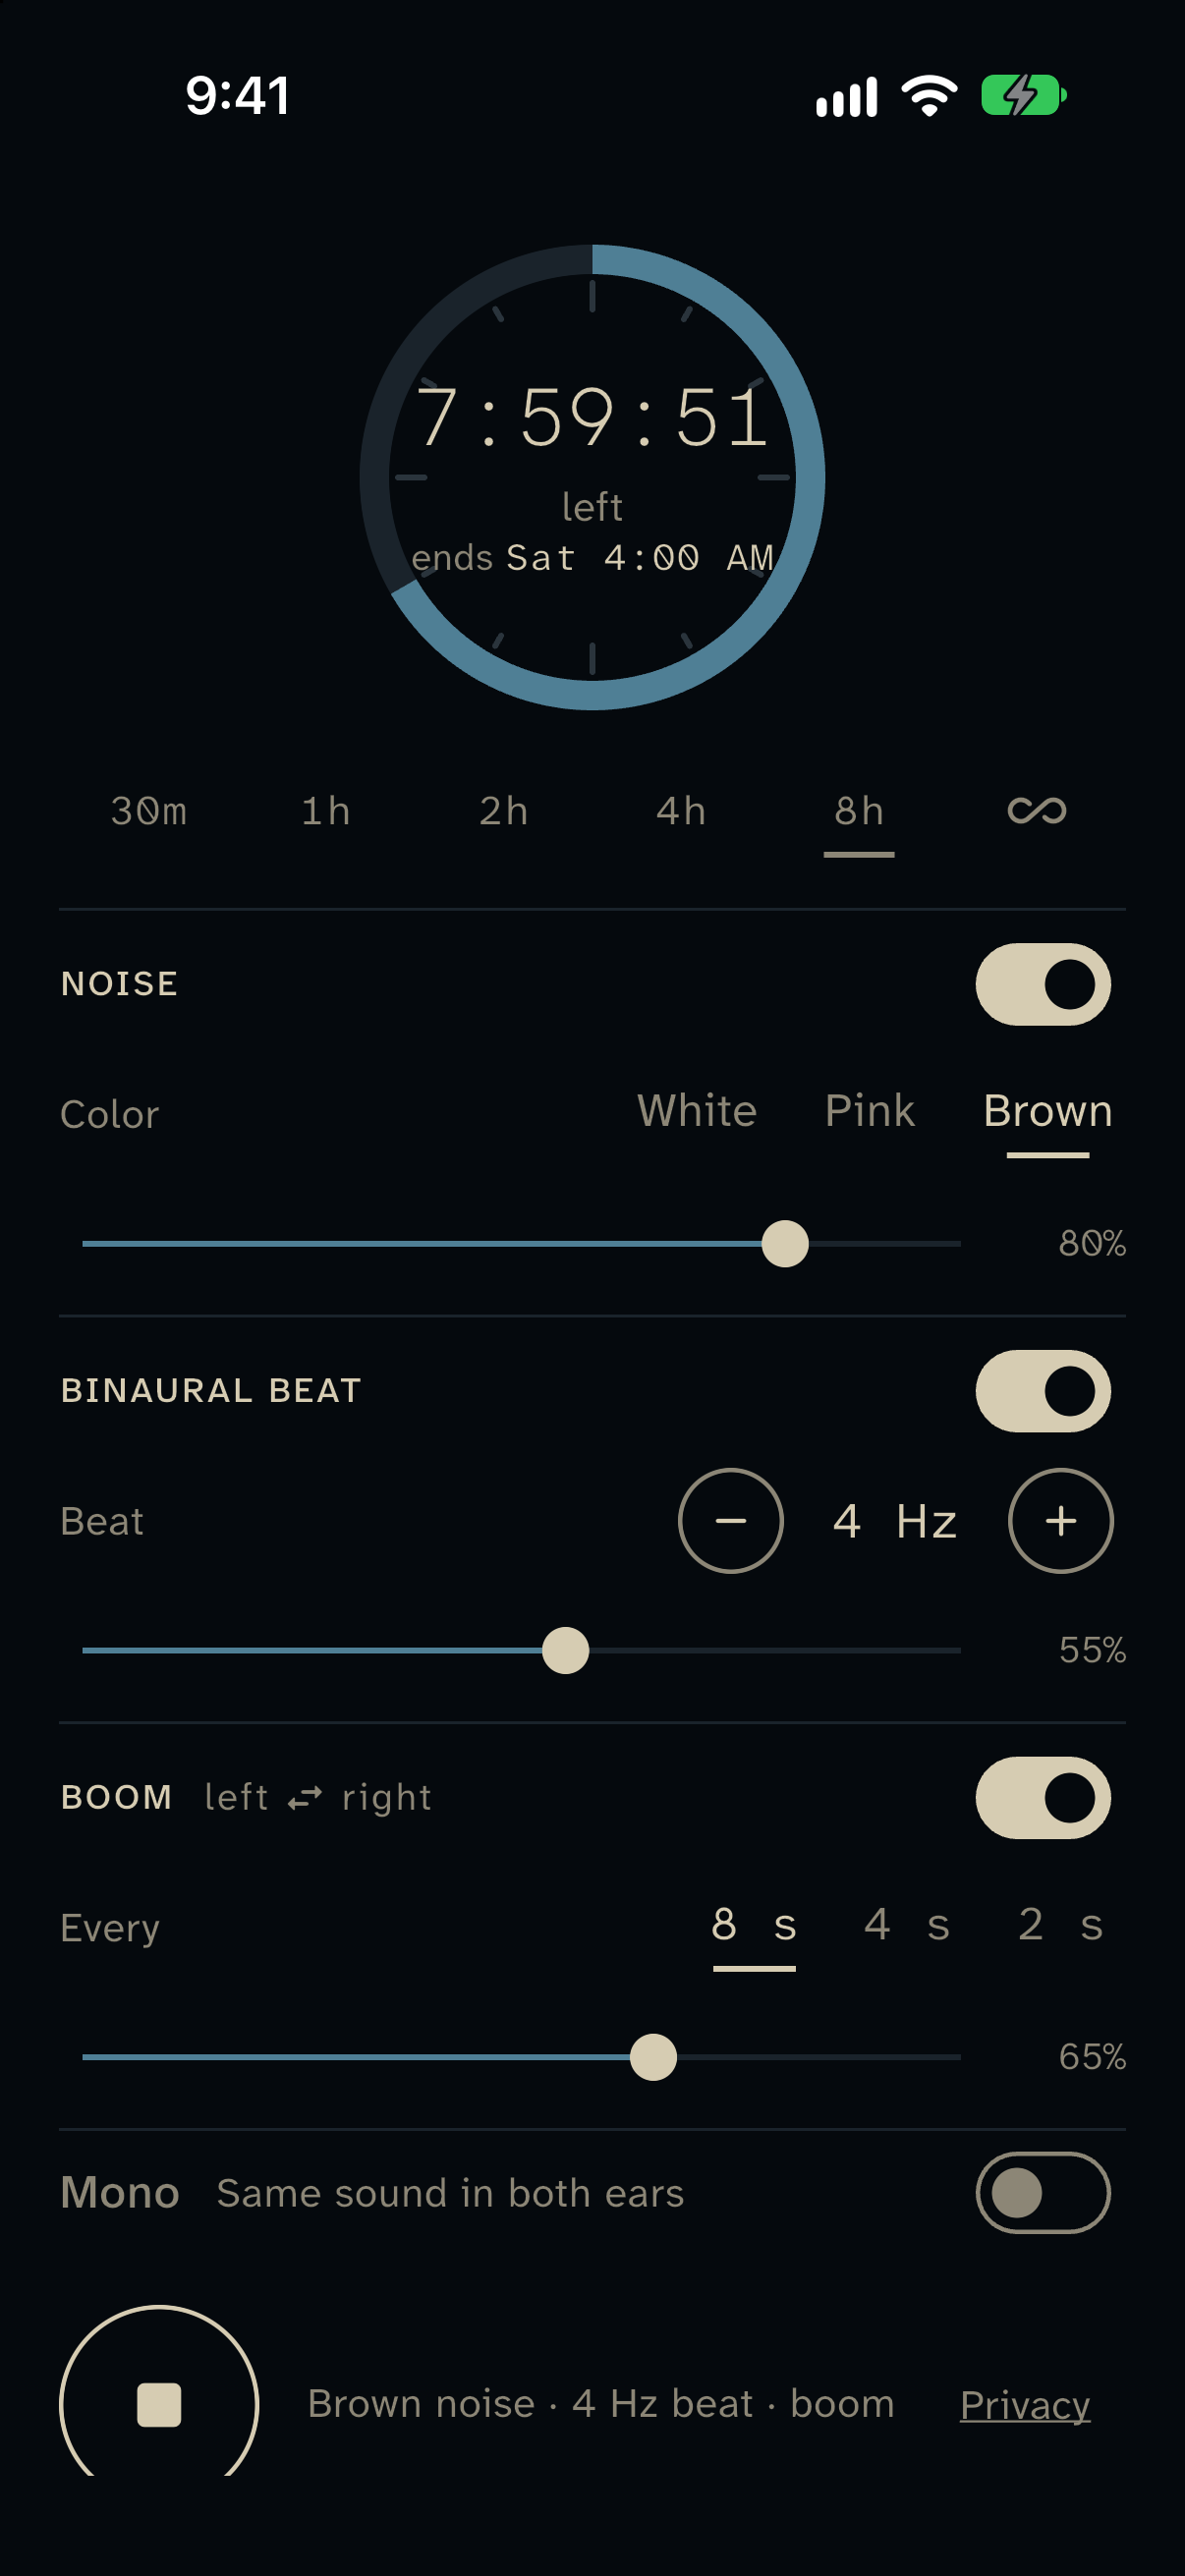 9:41
7:59:51
left
ends Sat 4:00 AM
30m 1h 2h 4h 8h ∞
NOISE
Color White Pink Brown
80%
BINAURAL BEAT
Beat − 4 Hz +
55%
BOOM left ⇄ right
Every 8 s 4 s 2 s
65%
Mono Same sound in both ears
Brown noise · 4 Hz beat · boom Privacy